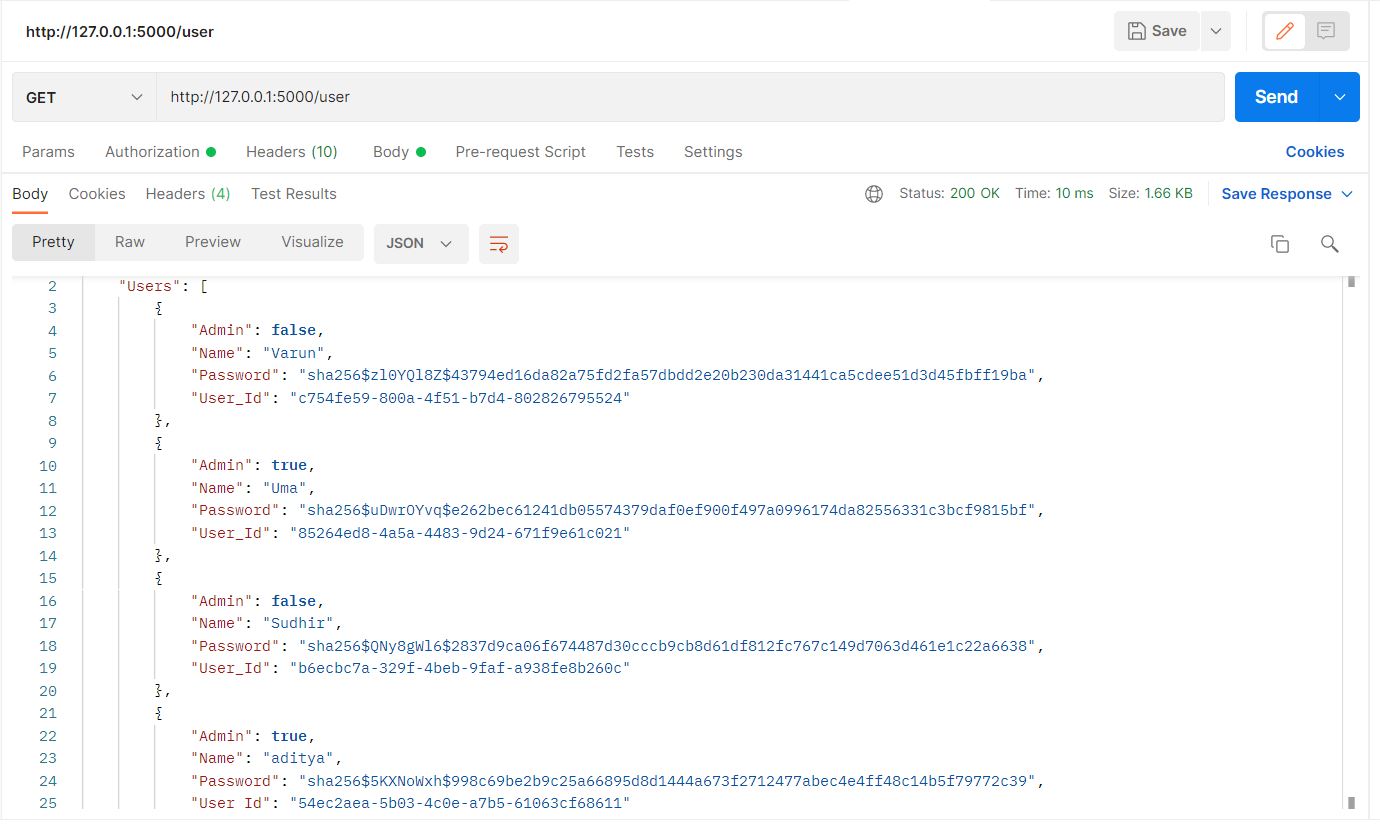 http://127.0.0.1:5000/user
Save
GET
http://127.0.0.1:5000/user
Send
Params Authorization Headers (10) Body Pre-request Script Tests Settings Cookies
Body Cookies Headers (4) Test Results Status: 200 OK Time: 10 ms Size: 1.66 KB Save Response
Pretty Raw Preview Visualize JSON
2 "Users": [
3 {
4 "Admin": false,
5 "Name": "Varun",
6 "Password": "sha256$zl0YQl8Z$43794ed16da82a75fd2fa57dbdd2e20b230da31441ca5cdee51d3d45fbff19ba",
7 "User_Id": "c754fe59-800a-4f51-b7d4-802826795524"
8 },
9 {
10 "Admin": true,
11 "Name": "Uma",
12 "Password": "sha256$uDwrOYvq$e262bec61241db05574379daf0ef900f497a0996174da82556331c3bcf9815bf",
13 "User_Id": "85264ed8-4a5a-4483-9d24-671f9e61c021"
14 },
15 {
16 "Admin": false,
17 "Name": "Sudhir",
18 "Password": "sha256$QNy8gWl6$2837d9ca06f674487d30cccb9cb8d61df812fc767c149d7063d461e1c22a6638",
19 "User_Id": "b6ecbc7a-329f-4beb-9faf-a938fe8b260c"
20 },
21 {
22 "Admin": true,
23 "Name": "aditya",
24 "Password": "sha256$5KXNoWxh$998c69be2b9c25a66895d8d1444a673f2712477abec4e4ff48c14b5f79772c39",
25 "User_Id": "54ec2aea-5b03-4c0e-a7b5-61063cf68611"